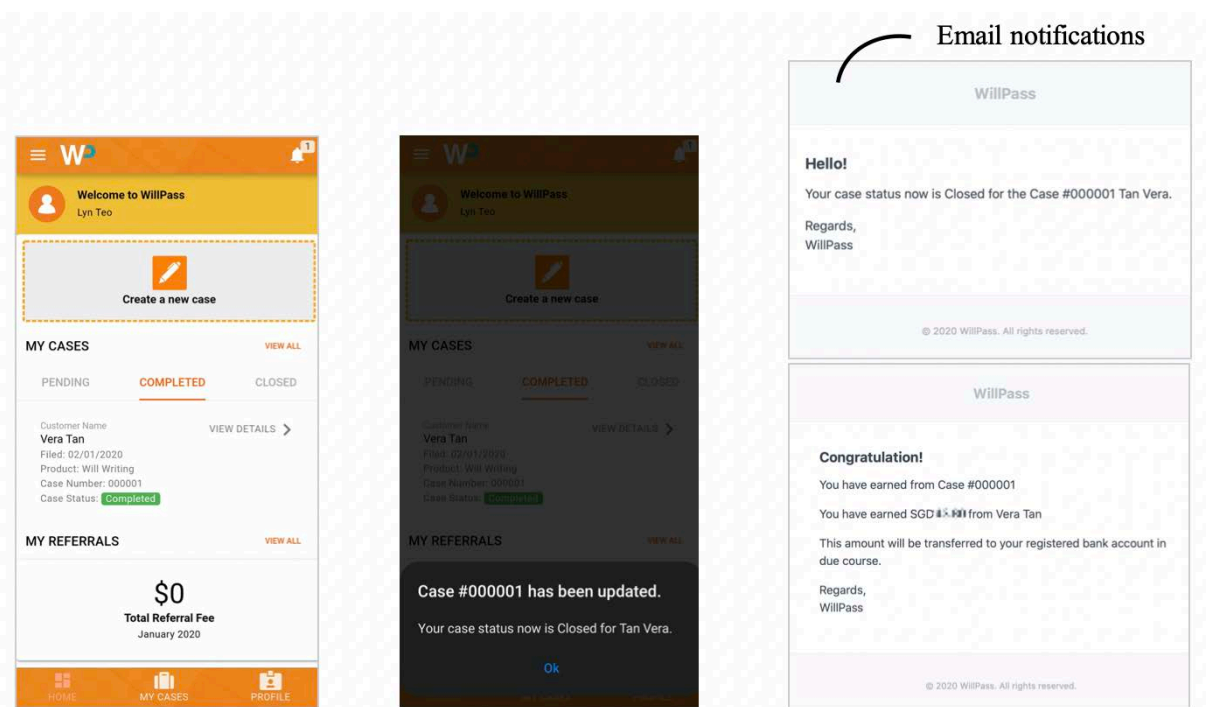 Email notifications
W
1
Welcome to WillPass
Lyn Teo
Create a new case
MY CASES
VIEW ALL
PENDING
COMPLETED
CLOSED
Customer Name
VIEW DETAILS
Vera Tan
Filed: 02/01/2020
Product: Will Writing
Case Number: 000001
Case Status: Completed
MY REFERRALS
VIEW ALL
$0
Total Referral Fee
January 2020
HOME
MY CASES
PROFILE
W
1
Welcome to WillPass
Lyn Teo
Create a new case
MY CASES
VIEW ALL
PENDING
COMPLETED
CLOSED
Customer Name
VIEW DETAILS
Vera Tan
Filed: 02/01/2020
Product: Will Writing
Case Number: 000001
Case Status: Completed
MY REFERRALS
VIEW ALL
Case #000001 has been updated.
Your case status now is Closed for Tan Vera.
Ok
WillPass
Hello!
Your case status now is Closed for the Case #000001 Tan Vera.
Regards,
WillPass
© 2020 WillPass. All rights reserved.
WillPass
Congratulation!
You have earned from Case #000001
You have earned SGD from Vera Tan
This amount will be transferred to your registered bank account in
due course.
Regards,
WillPass
© 2020 WillPass. All rights reserved.